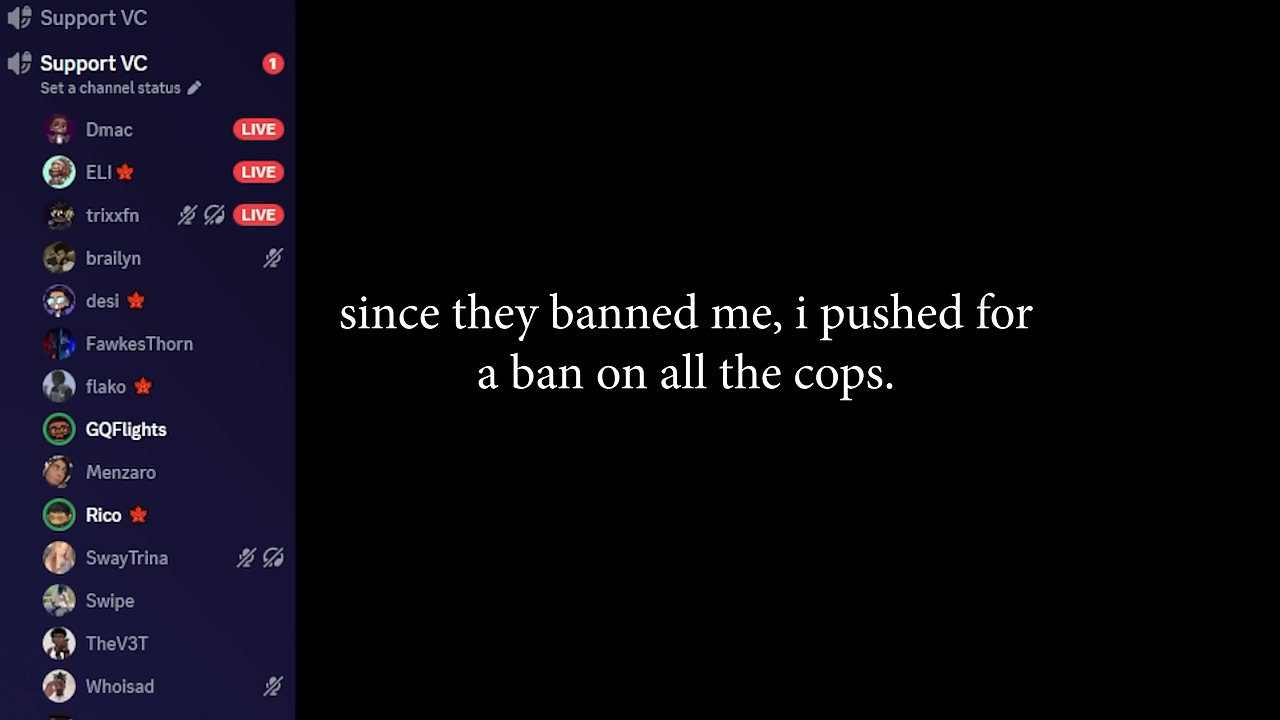 Support VC
Support VC 1
Set a channel status
Dmac LIVE
ELI LIVE
trixxfn LIVE
brailyn
desi
FawkesThorn
flako
GQFlights
Menzaro
Rico
SwayTrina
Swipe
TheV3T
Whoisad
since they banned me, i pushed for
a ban on all the cops.